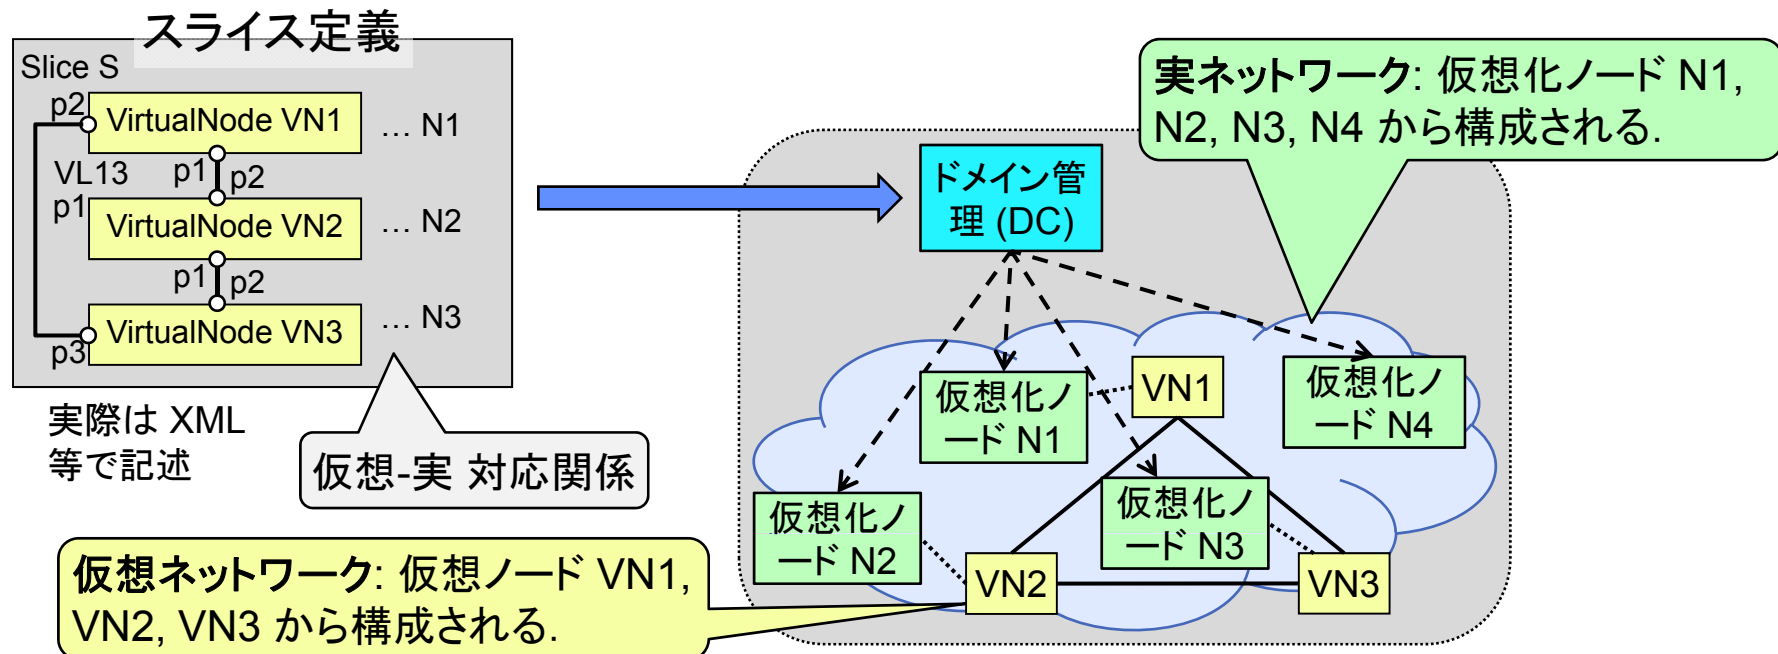 スライス定義
Slice S
p2
VirtualNode VN1
… N1
VL13
p1
p2
p1
VirtualNode VN2
… N2
p1
p2
VirtualNode VN3
… N3
p3
実際は XML
等で記述
仮想-実 対応関係
実ネットワーク: 仮想化ノード N1,
N2, N3, N4 から構成される.
ドメイン管
理 (DC)
仮想化ノ
ード N1
VN1
仮想化ノ
ード N4
仮想化ノ
ード N2
仮想化ノ
ード N3
VN2
VN3
仮想ネットワーク: 仮想ノード VN1,
VN2, VN3 から構成される.